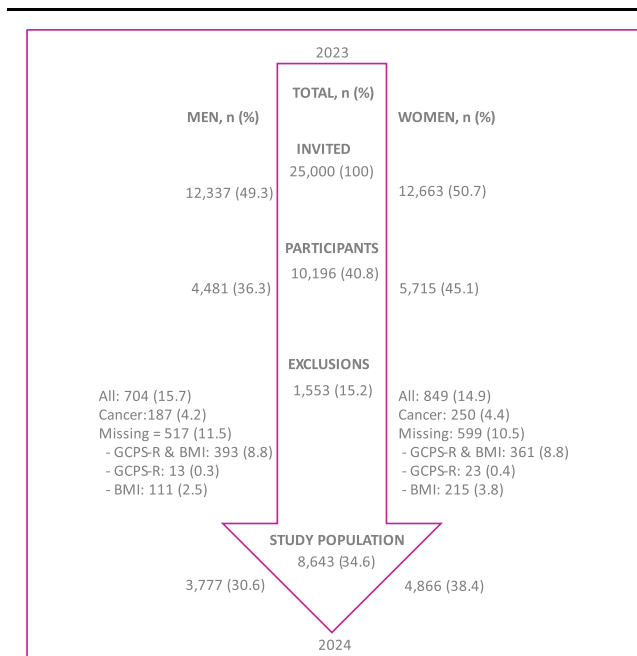 2023
TOTAL, n (%)
MEN, n (%)
WOMEN, n (%)
INVITED
25,000 (100)
12,337 (49.3)
12,663 (50.7)
PARTICIPANTS
10,196 (40.8)
4,481 (36.3)
5,715 (45.1)
EXCLUSIONS
1,553 (15.2)
All: 704 (15.7)
Cancer:187 (4.2)
Missing = 517 (11.5)
- GCPS-R & BMI: 393 (8.8)
- GCPS-R: 13 (0.3)
- BMI: 111 (2.5)
All: 849 (14.9)
Cancer: 250 (4.4)
Missing: 599 (10.5)
- GCPS-R & BMI: 361 (8.8)
- GCPS-R: 23 (0.4)
- BMI: 215 (3.8)
STUDY POPULATION
8,643 (34.6)
3,777 (30.6)
4,866 (38.4)
2024